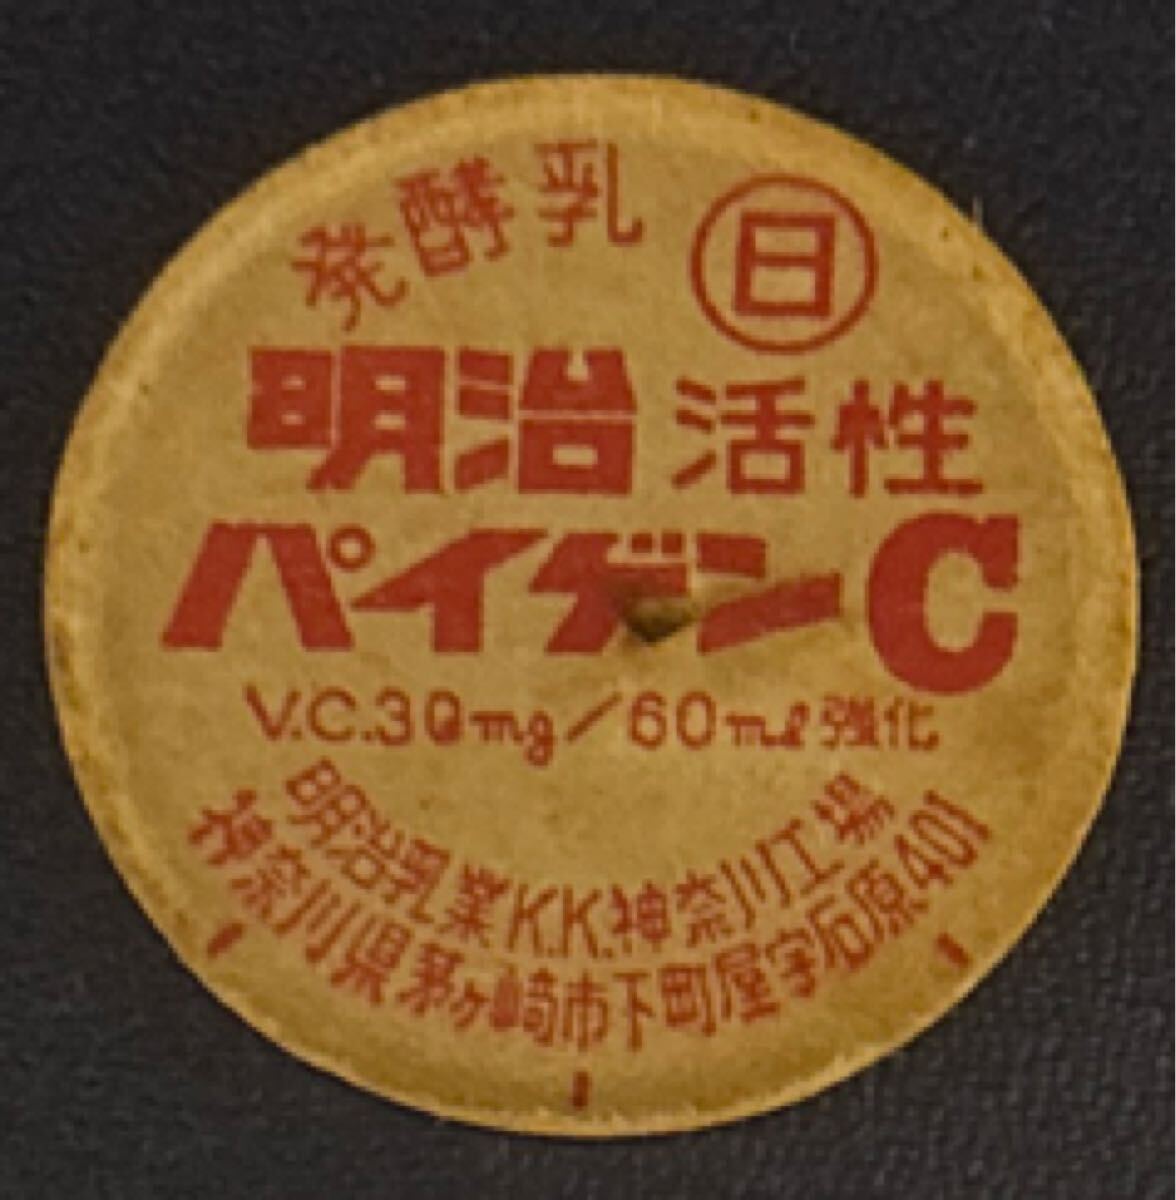 発酵乳
日
明治 活性
パイゲンC
V.C.30mg/60ml強化
明治乳業K.K.神奈川工場
神奈川県茅ヶ崎市下町屋字石原401